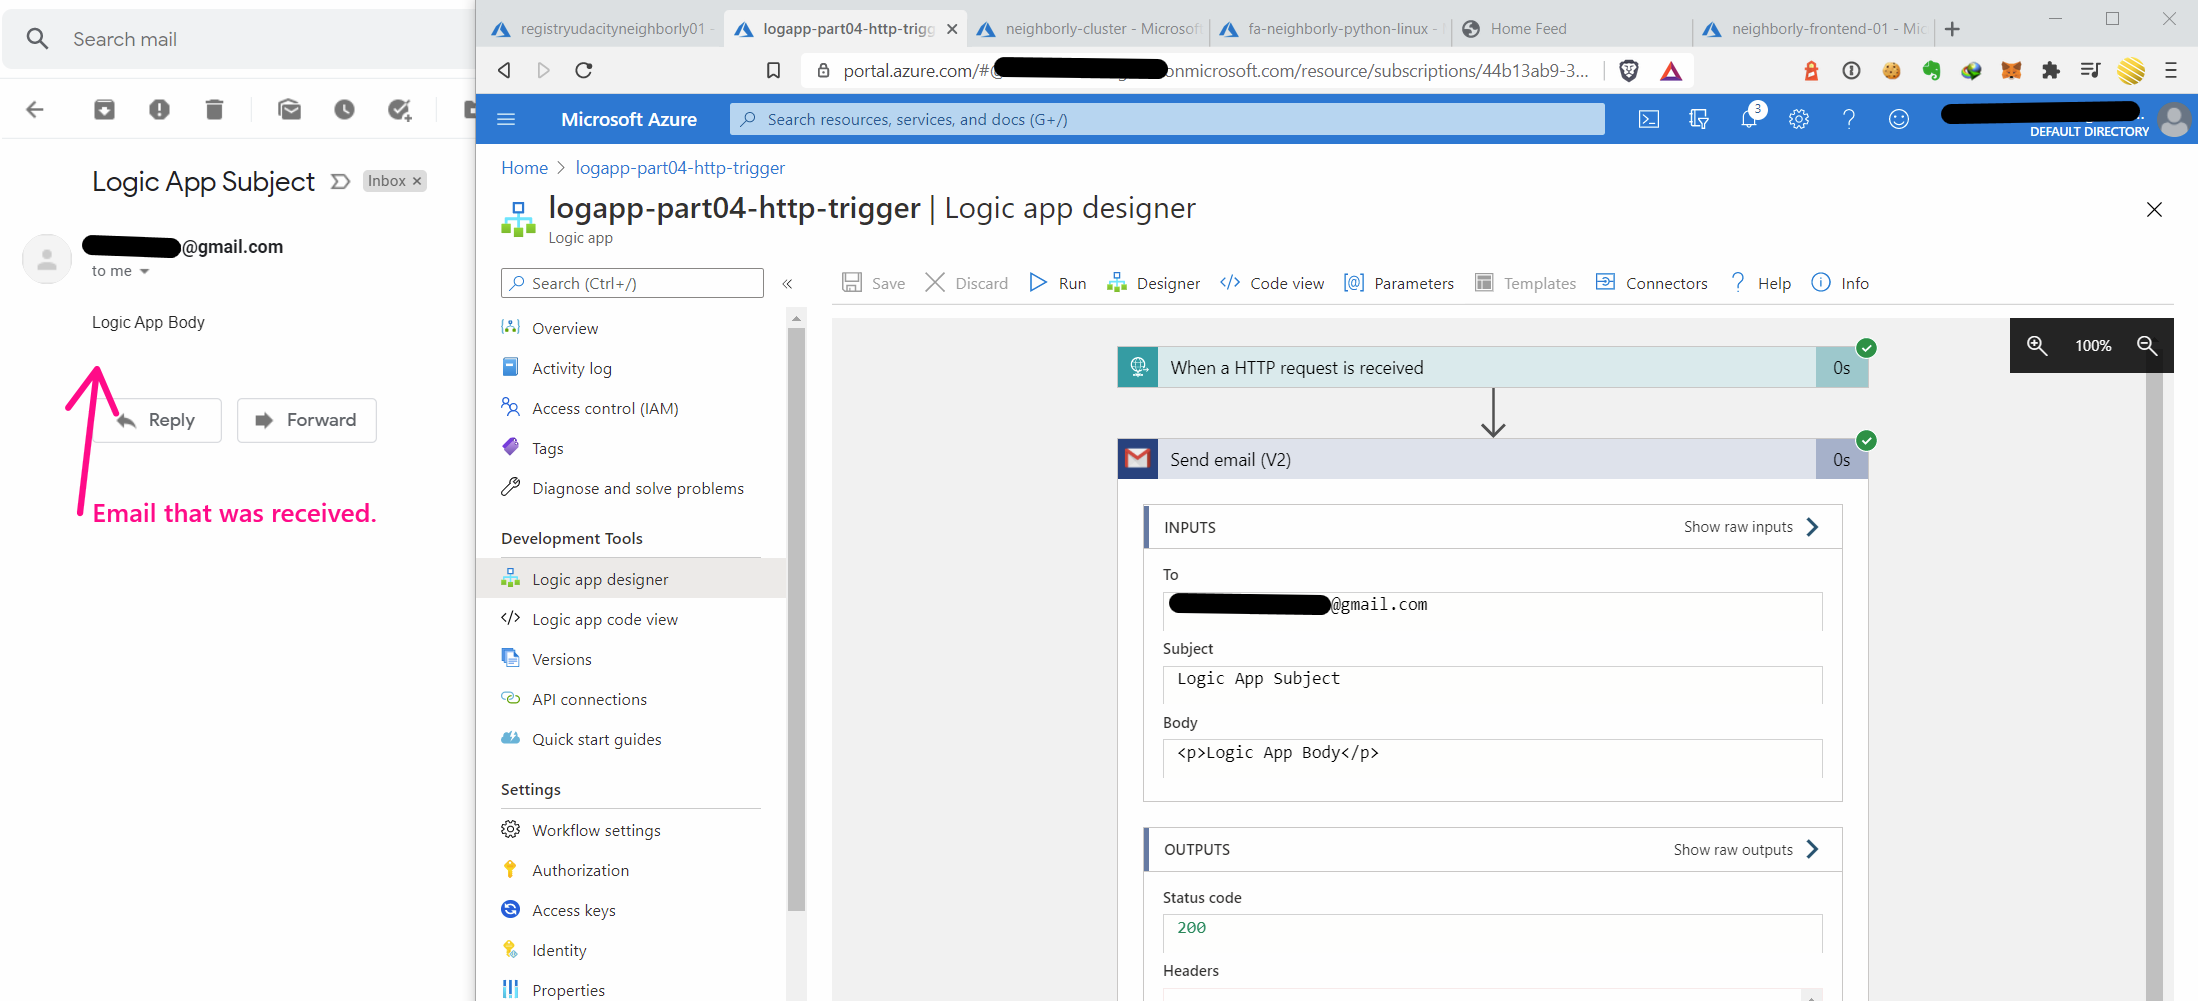 Search mail
Logic App Subject
Inbox ×
@gmail.com
to me
Logic App Body
Reply
Forward
Email that was received.
registryudacityneighborly01 -
logapp-part04-http-trigg
neighborly-cluster - Microsof
fa-neighborly-python-linux -
Home Feed
neighborly-frontend-01 - Mic
portal.azure.com/#@
onmicrosoft.com/resource/subscriptions/44b13ab9-3...
Microsoft Azure
Search resources, services, and docs (G+/)
3
DEFAULT DIRECTORY
Home > logapp-part04-http-trigger
logapp-part04-http-trigger | Logic app designer
Logic app
Search (Ctrl+/)
«
Overview
Activity log
Access control (IAM)
Tags
Diagnose and solve problems
Development Tools
Logic app designer
Logic app code view
Versions
API connections
Quick start guides
Settings
Workflow settings
Authorization
Access keys
Identity
Properties
Save
Discard
Run
Designer
Code view
Parameters
Templates
Connectors
Help
Info
100%
When a HTTP request is received
0s
Send email (V2)
0s
INPUTS
Show raw inputs
To
@gmail.com
Subject
Logic App Subject
Body
<p>Logic App Body</p>
OUTPUTS
Show raw outputs
Status code
200
Headers